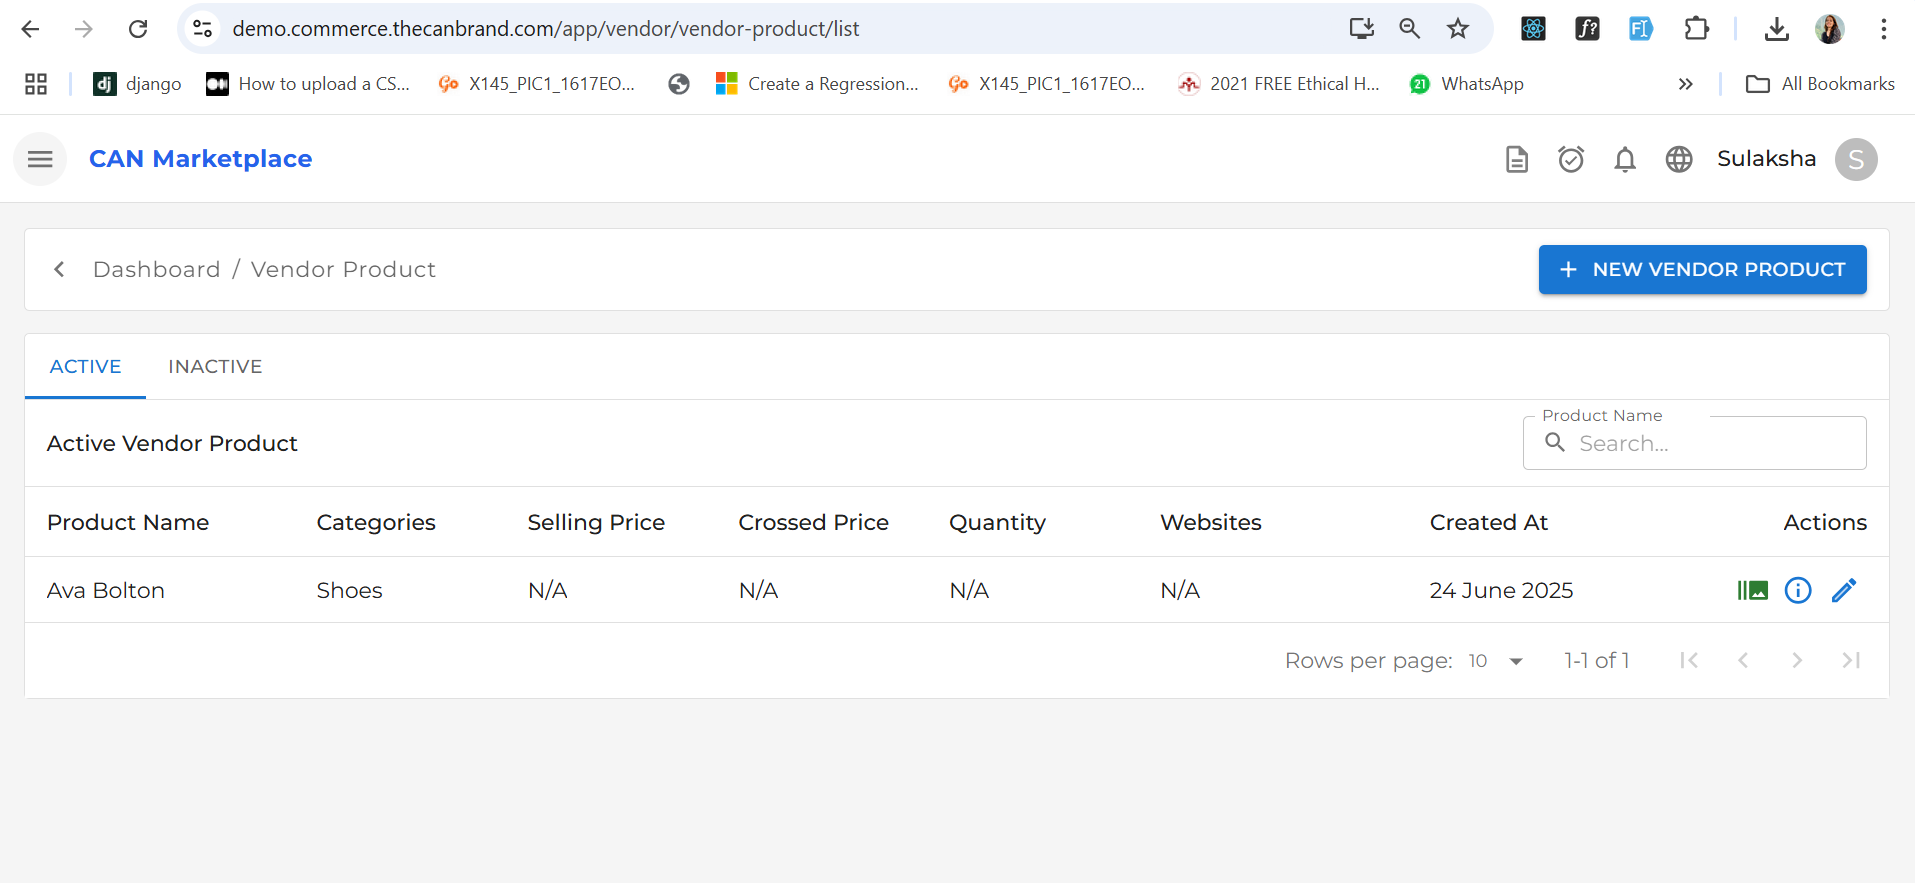 demo.commerce.thecanbrand.com/app/vendor/vendor-product/list
f?
F
dj django
How to upload a CS...
GO X145_PIC1_1617EO...
Create a Regression...
GO X145_PIC1_1617EO...
2021 FREE Ethical H...
21 WhatsApp
All Bookmarks
CAN Marketplace
Sulaksha S
Dashboard / Vendor Product
+ NEW VENDOR PRODUCT
ACTIVE INACTIVE
Product Name
Active Vendor Product
Search...
Product Name Categories Selling Price Crossed Price Quantity Websites Created At Actions
Ava Bolton Shoes N/A N/A N/A N/A 24 June 2025
Rows per page: 10 1-1 of 1